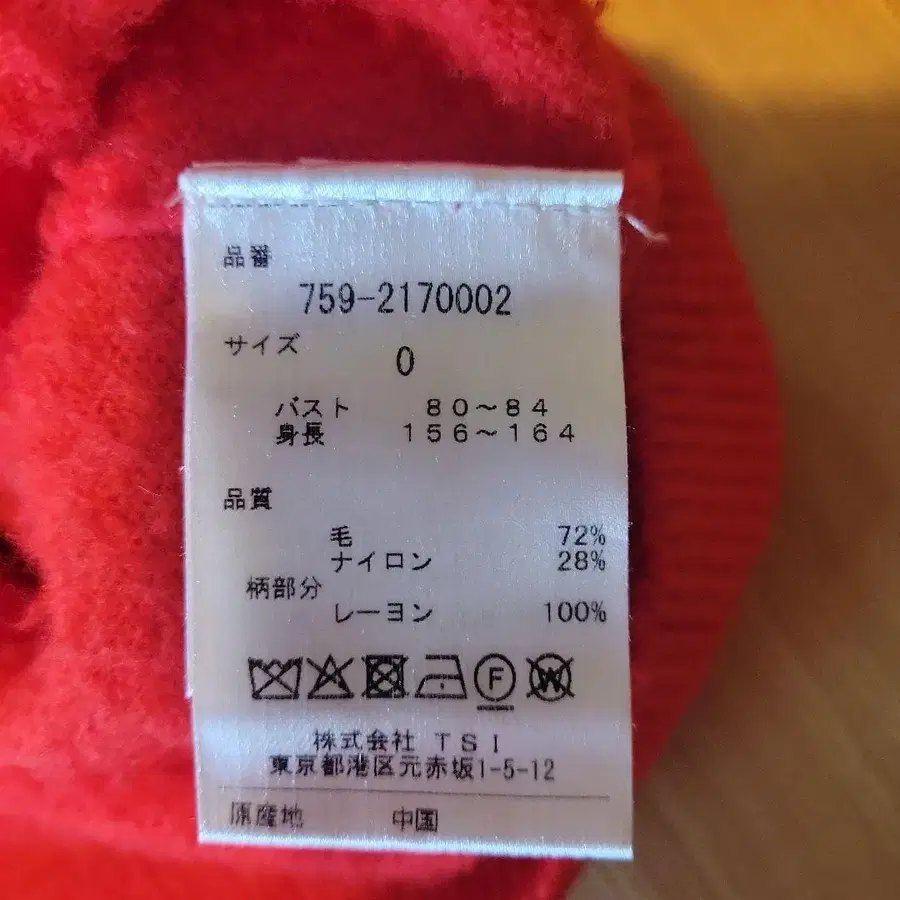 品番
759-2170002
サイズ 0
バスト 80〜84
身長 156〜164
品質
毛 72%
ナイロン 28%
柄部分
レーヨン 100%
F W
株式会社 TSI
東京都港区元赤坂1-5-12
原産地 中国